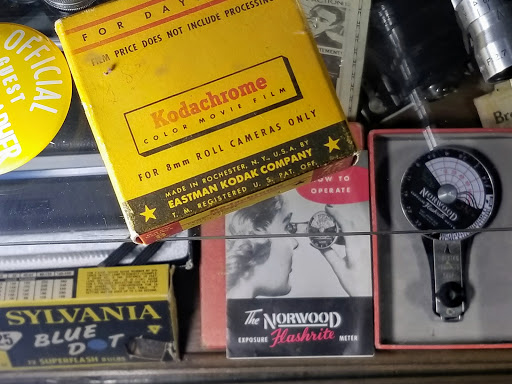 OFFICIAL
GUEST
FOR DAY
FILM PRICE DOES NOT INCLUDE PROCESSING
Kodachrome
COLOR MOVIE FILM
FOR 8mm ROLL CAMERAS ONLY
MADE IN ROCHESTER, N. Y., U.S.A. BY
EASTMAN KODAK COMPANY
T. M. REGISTERED U. S. PAT. OFF.
HOW TO
OPERATE
The NORWOOD
Flashrite
EXPOSURE METER
NORWOOD
Flashrite
SYLVANIA
25
BLUE
DOT
12 SUPERFLASH BULBS